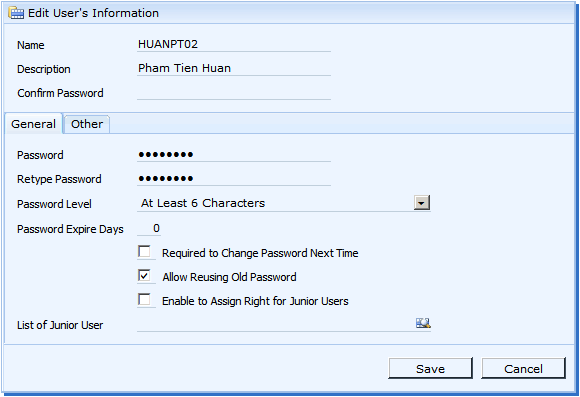 Edit User's Information
Name HUANPT02
Description Pham Tien Huan
Confirm Password
General Other
Password ••••••••
Retype Password ••••••••
Password Level At Least 6 Characters
Password Expire Days 0
Required to Change Password Next Time
Allow Reusing Old Password
Enable to Assign Right for Junior Users
List of Junior User
Save Cancel